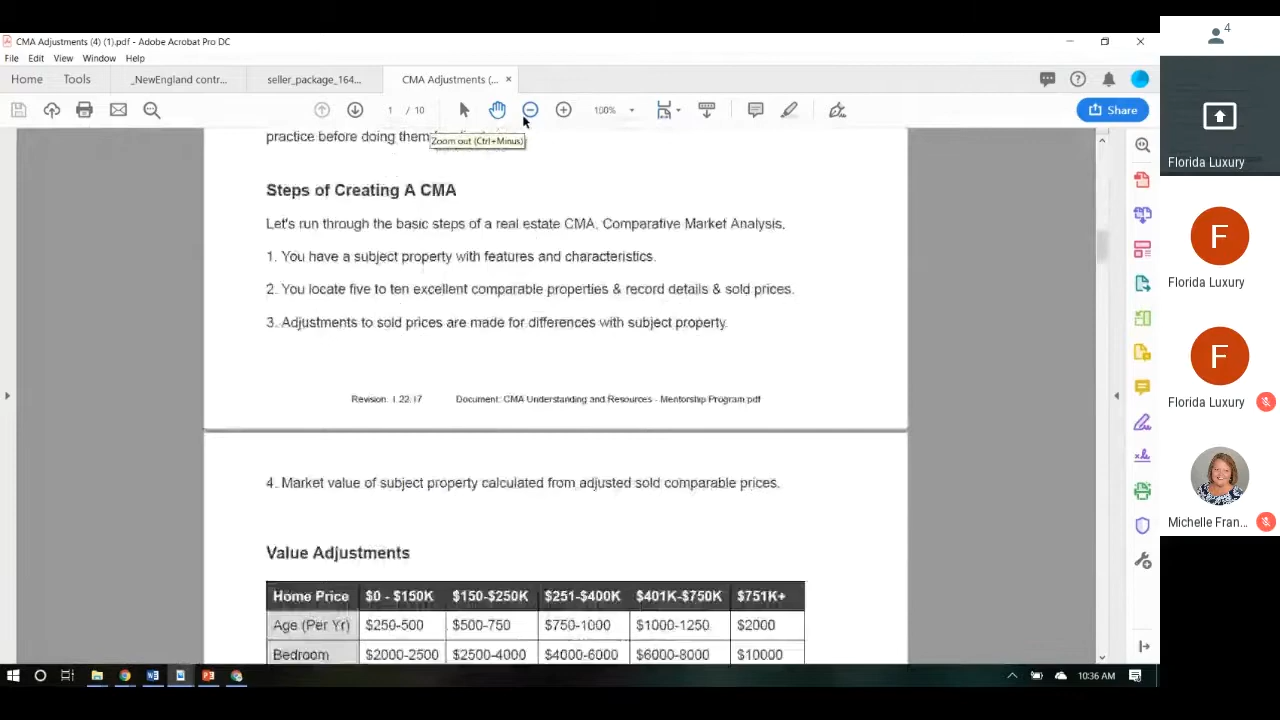 4
CMA Adjustments (4) (1).pdf - Adobe Acrobat Pro DC
File Edit View Window Help
Home Tools _NewEngland contr... seller_package_164... CMA Adjustments (... ×
1 / 10 100% Share
practice before doing them
Zoom out (Ctrl+Minus)
Steps of Creating A CMA
Let's run through the basic steps of a real estate CMA, Comparative Market Analysis.
1. You have a subject property with features and characteristics.
2. You locate five to ten excellent comparable properties & record details & sold prices.
3. Adjustments to sold prices are made for differences with subject property.
Revision: 1.22.17 Document: CMA Understanding and Resources - Mentorship Program.pdf
4. Market value of subject property calculated from adjusted sold comparable prices.
Value Adjustments
Home Price $0 - $150K $150-$250K $251-$400K $401K-$750K $751K+
Age (Per Yr) $250-500 $500-750 $750-1000 $1000-1250 $2000
Bedroom $2000-2500 $2500-4000 $4000-6000 $6000-8000 $10000
10:36 AM
Florida Luxury
F
Florida Luxury
F
Florida Luxury
Michelle Fran...